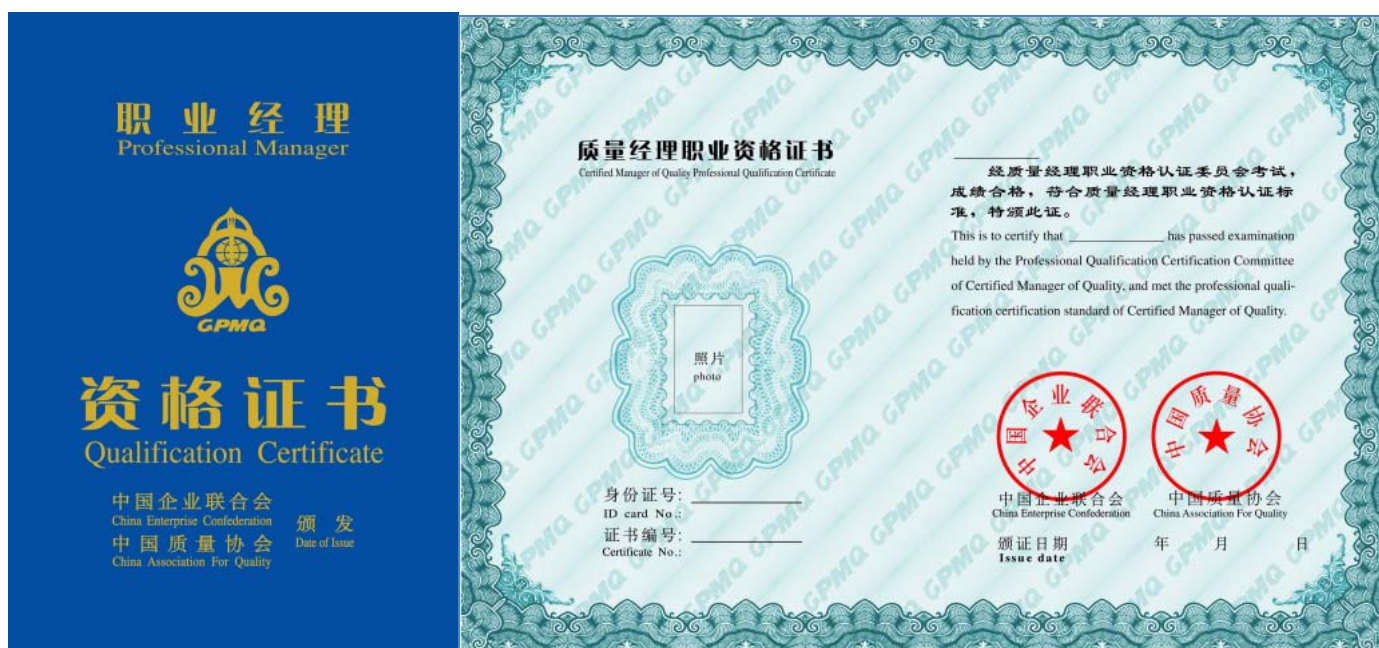 职业经理
Professional Manager
GPMQ
资格证书
Qualification Certificate
中国企业联合会
China Enterprise Confederation
中国质量协会
China Association For Quality
颁 发
Date of Issue
质量经理职业资格证书
Certified Manager of Quality Professional Qualification Certificate
照片
photo
身份证号:
ID card No.:
证书编号:
Certificate No.:
经质量经理职业资格认证委员会考试，
成绩合格，符合质量经理职业资格认证标
准，特颁此证。
This is to certify that ______________ has passed examination
held by the Professional Qualification Certification Committee
of Certified Manager of Quality, and met the professional quali-
fication certification standard of Certified Manager of Quality.
中国企业联合会
中国质量协会
中国企业联合会
China Enterprise Confederation
中国质量协会
China Association For Quality
颁证日期 年 月 日
Issue date